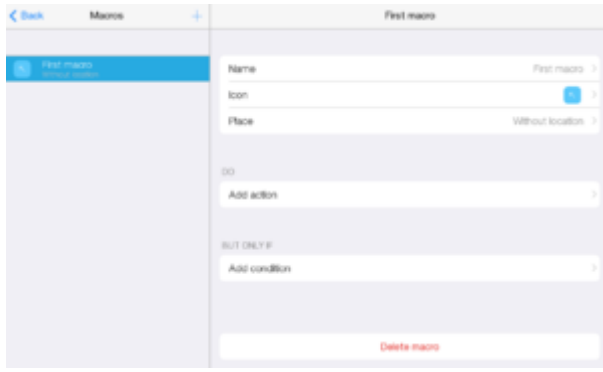 Back
Macros
+
First macro
First macro
Without location
Name
First macro
Icon
Place
Without location
DO
Add action
BUT ONLY IF
Add condition
Delete macro